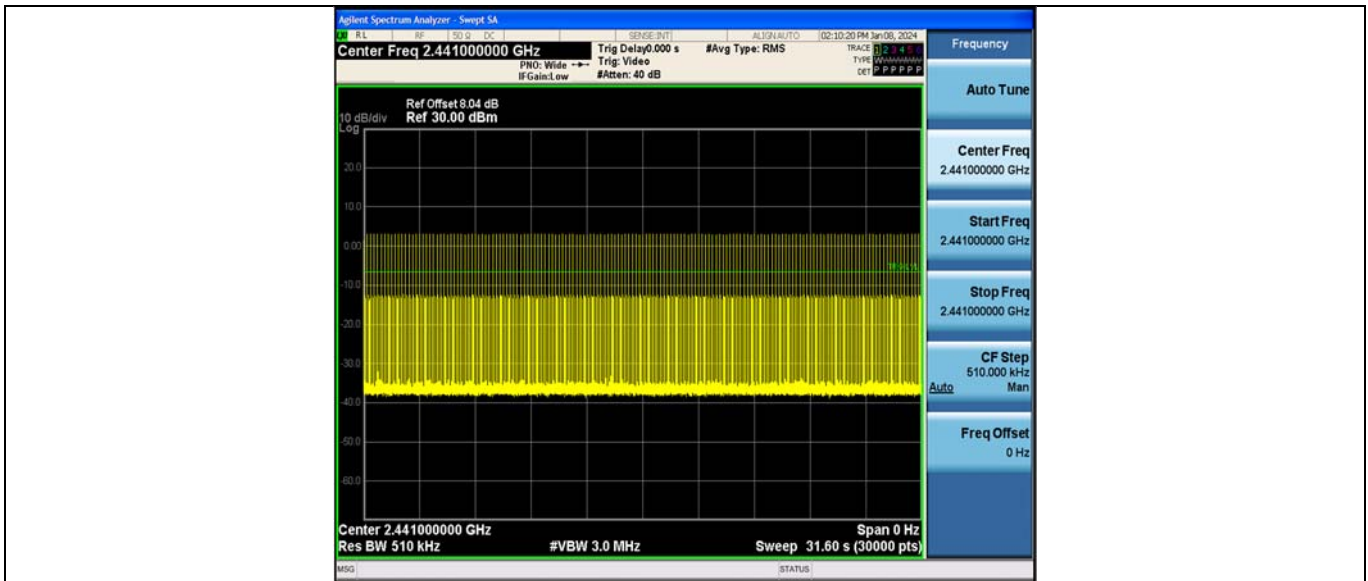 Agilent Spectrum Analyzer - Swept SA
RL RF 50 Ω DC SENSE:INT ALIGN AUTO 02:10:20 PM Jan 08, 2024
Center Freq 2.441000000 GHz
PNO: Wide
IFGain:Low
Trig Delay0.000 s
Trig: Video
#Atten: 40 dB
#Avg Type: RMS
TRACE 1 2 3 4 5 6
TYPE
DET P P P P P P
Ref Offset 8.04 dB
10 dB/div Ref 30.00 dBm
Log
20.0
10.0
0.00
TRIG LVL
-10.0
-20.0
-30.0
-40.0
-50.0
-60.0
Center 2.441000000 GHz Span 0 Hz
Res BW 510 kHz #VBW 3.0 MHz Sweep 31.60 s (30000 pts)
MSG STATUS
Frequency
Auto Tune
Center Freq
2.441000000 GHz
Start Freq
2.441000000 GHz
Stop Freq
2.441000000 GHz
CF Step
510.000 kHz
Auto Man
Freq Offset
0 Hz